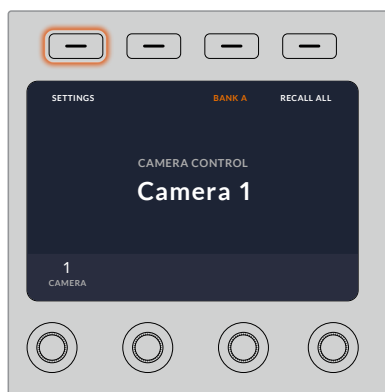 SETTINGS BANK A RECALL ALL
CAMERA CONTROL
Camera 1
1
CAMERA